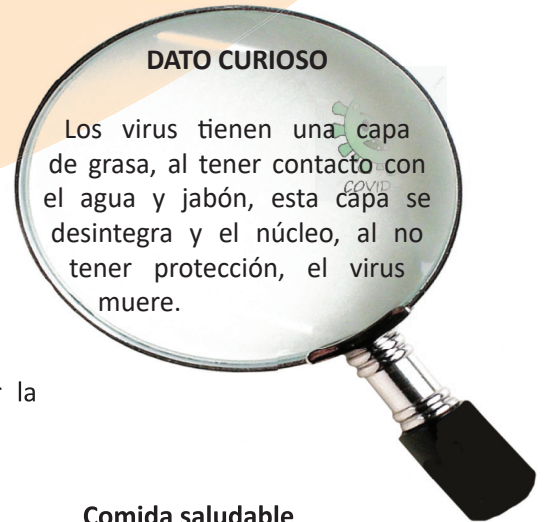 DATO CURIOSO
Los virus tienen una capa
de grasa, al tener contacto con
el agua y jabón, esta capa se
desintegra y el núcleo, al no
tener protección, el virus
muere.
COVID
la
Comida saludable